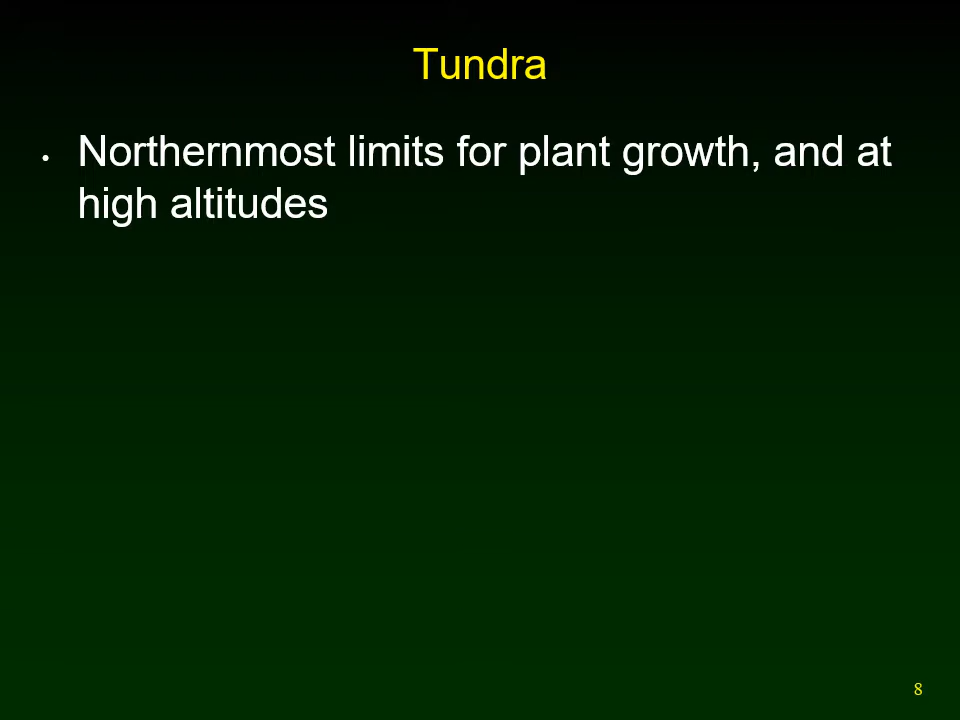 Tundra
• Northernmost limits for plant growth, and at
high altitudes
8